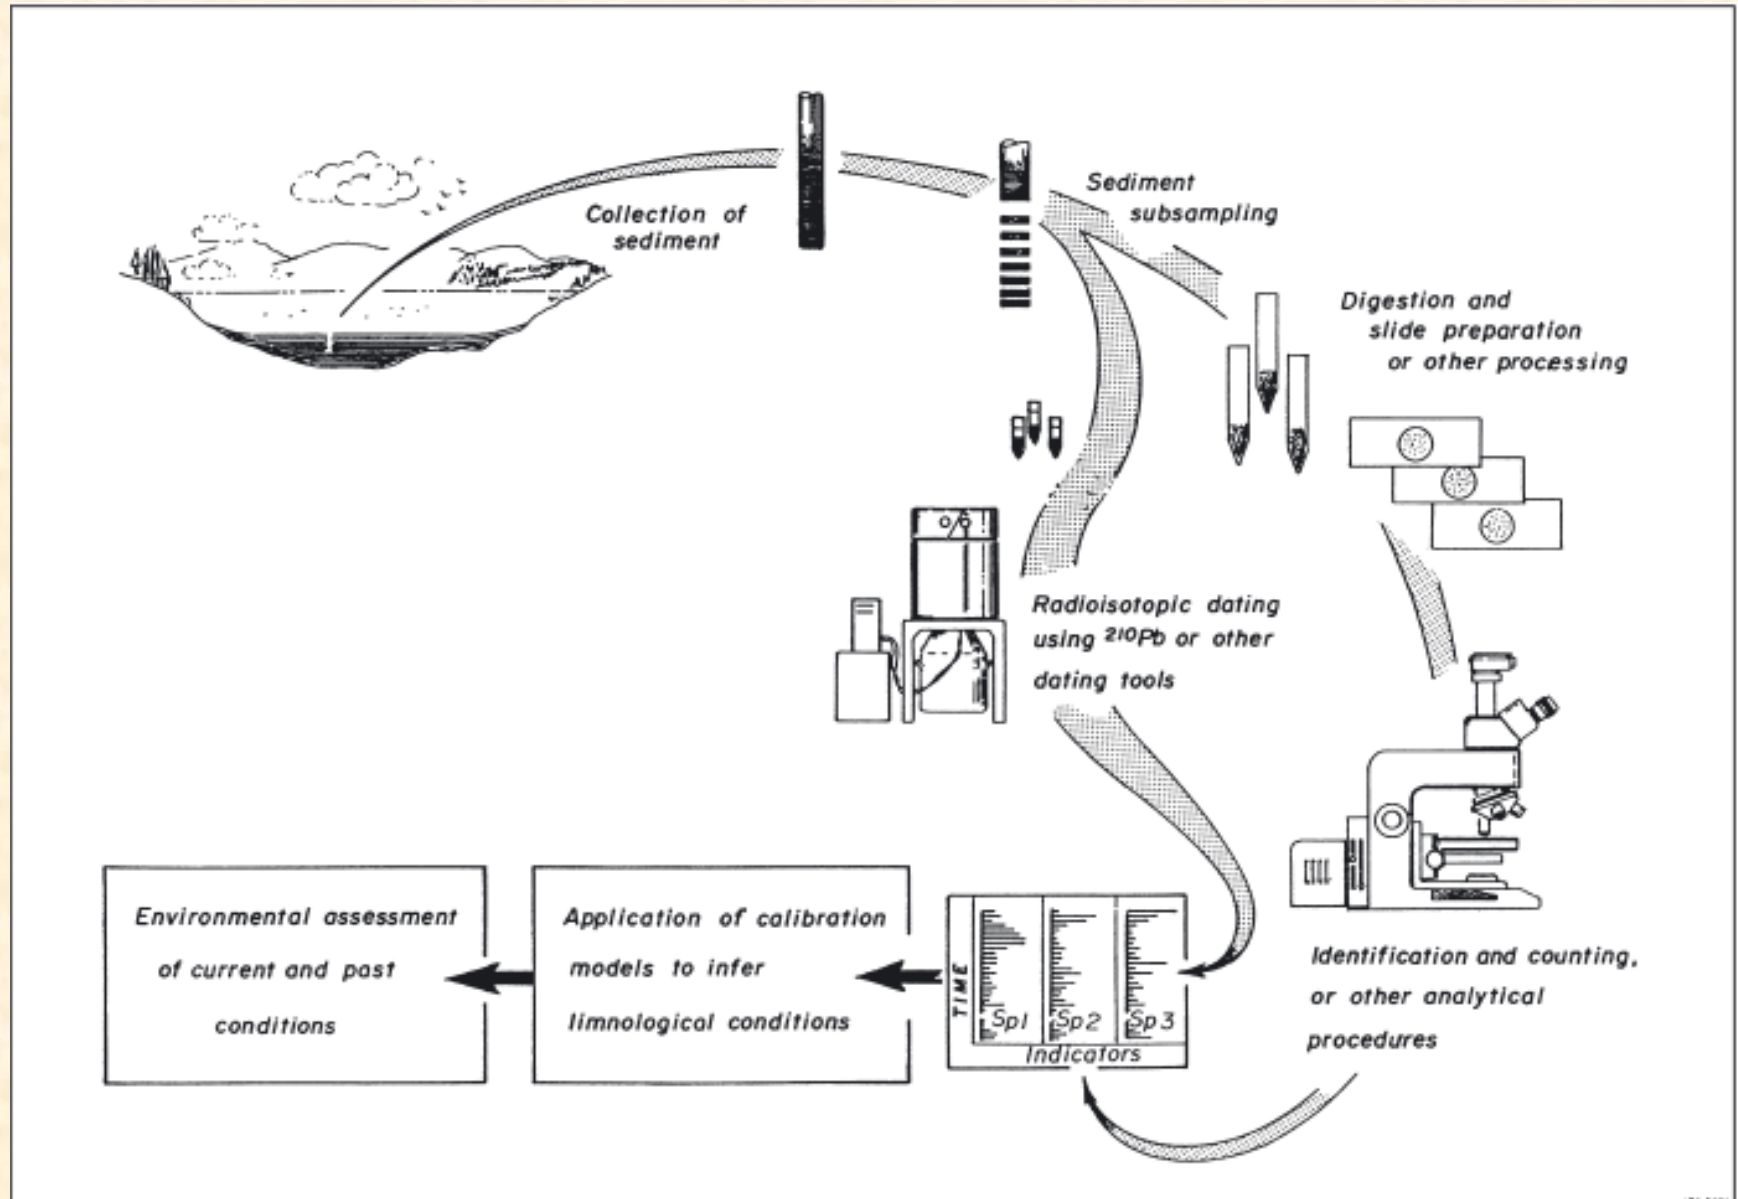 Collection of
sediment
Sediment
subsampling
Digestion and
slide preparation
or other processing
Radioisotopic dating
using ²¹⁰Pb or other
dating tools
Identification and counting,
or other analytical
procedures
TIME
Sp1 Sp2 Sp3
Indicators
Application of calibration
models to infer
limnological conditions
Environmental assessment
of current and past
conditions